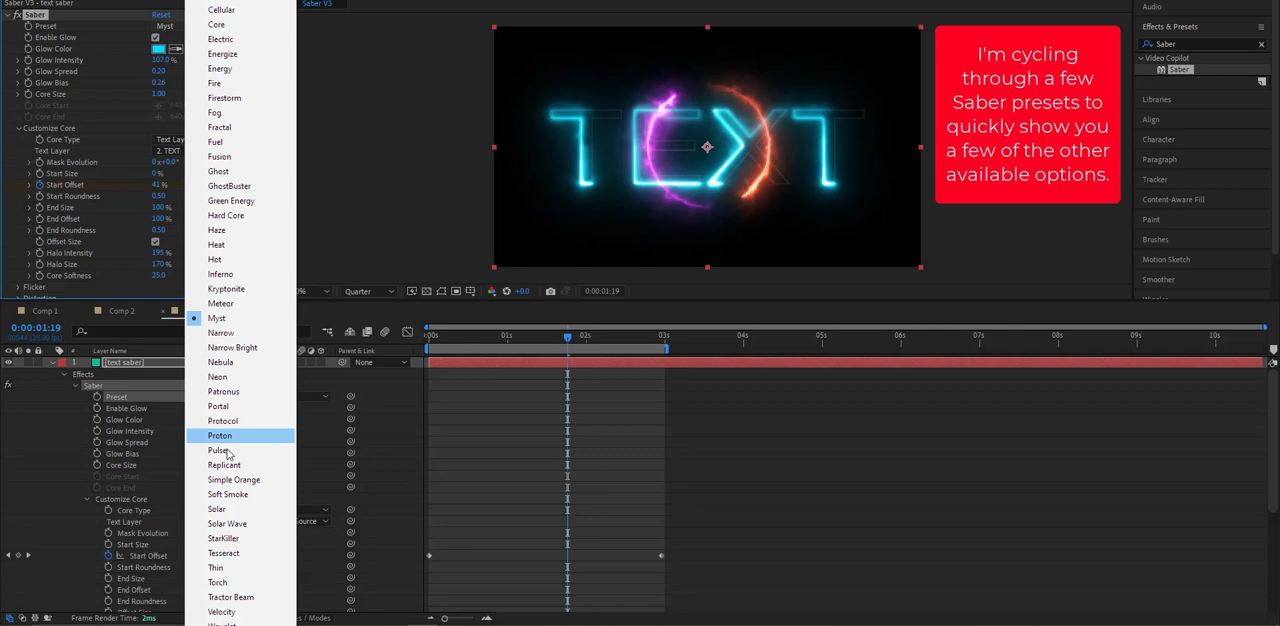 Saber V3 • text saber
fx Saber Reset
Preset Myst
Enable Glow
Glow Color
Glow Intensity 107.0 %
Glow Spread 0.20
Glow Bias 0.26
Core Size 1.00
Core Start
Core End
Customize Core
Core Type Text Lay
Text Layer 2. TEXT
Mask Evolution 0 x+0.0°
Start Size 0 %
Start Offset 41 %
Start Roundness 0.50
End Size 100 %
End Offset 100 %
End Roundness 0.50
Offset Size
Halo Intensity 195 %
Halo Size 170 %
Core Softness 25.0
Flicker
Distortion
Cellular
Core
Electric
Energize
Energy
Fire
Firestorm
Fog
Fractal
Fuel
Fusion
Ghost
GhostBuster
Green Energy
Hard Core
Haze
Heat
Hot
Inferno
Kryptonite
Meteor
Myst
Narrow
Narrow Bright
Nebula
Neon
Patronus
Portal
Protocol
Proton
Pulse
Replicant
Simple Orange
Soft Smoke
Solar
Solar Wave
StarKiller
Tesseract
Thin
Torch
Tractor Beam
Velocity
Saber V3
TEXT
I'm cycling
through a few
Saber presets to
quickly show you
a few of the other
available options.
0% Quarter +0.0 0:00:01:19
Audio
Effects & Presets
Saber
Video Copilot
Saber
Libraries
Align
Character
Paragraph
Tracker
Content-Aware Fill
Paint
Brushes
Motion Sketch
Smoother
Comp 1 Comp 2
0:00:01:19
# Layer Name Parent & Link
1 [text saber] None
Effects
fx Saber
Preset
Enable Glow
Glow Color
Glow Intensity
Glow Spread
Glow Bias
Core Size
Core Start
Core End
Customize Core
Core Type
Text Layer Source
Mask Evolution
Start Size
Start Offset
Start Roundness
End Size
End Offset
End Roundness
:00s 01s 02s 03s 04s 05s 06s 07s 08s 09s 10s
Frame Render Time: 2ms
/ Modes